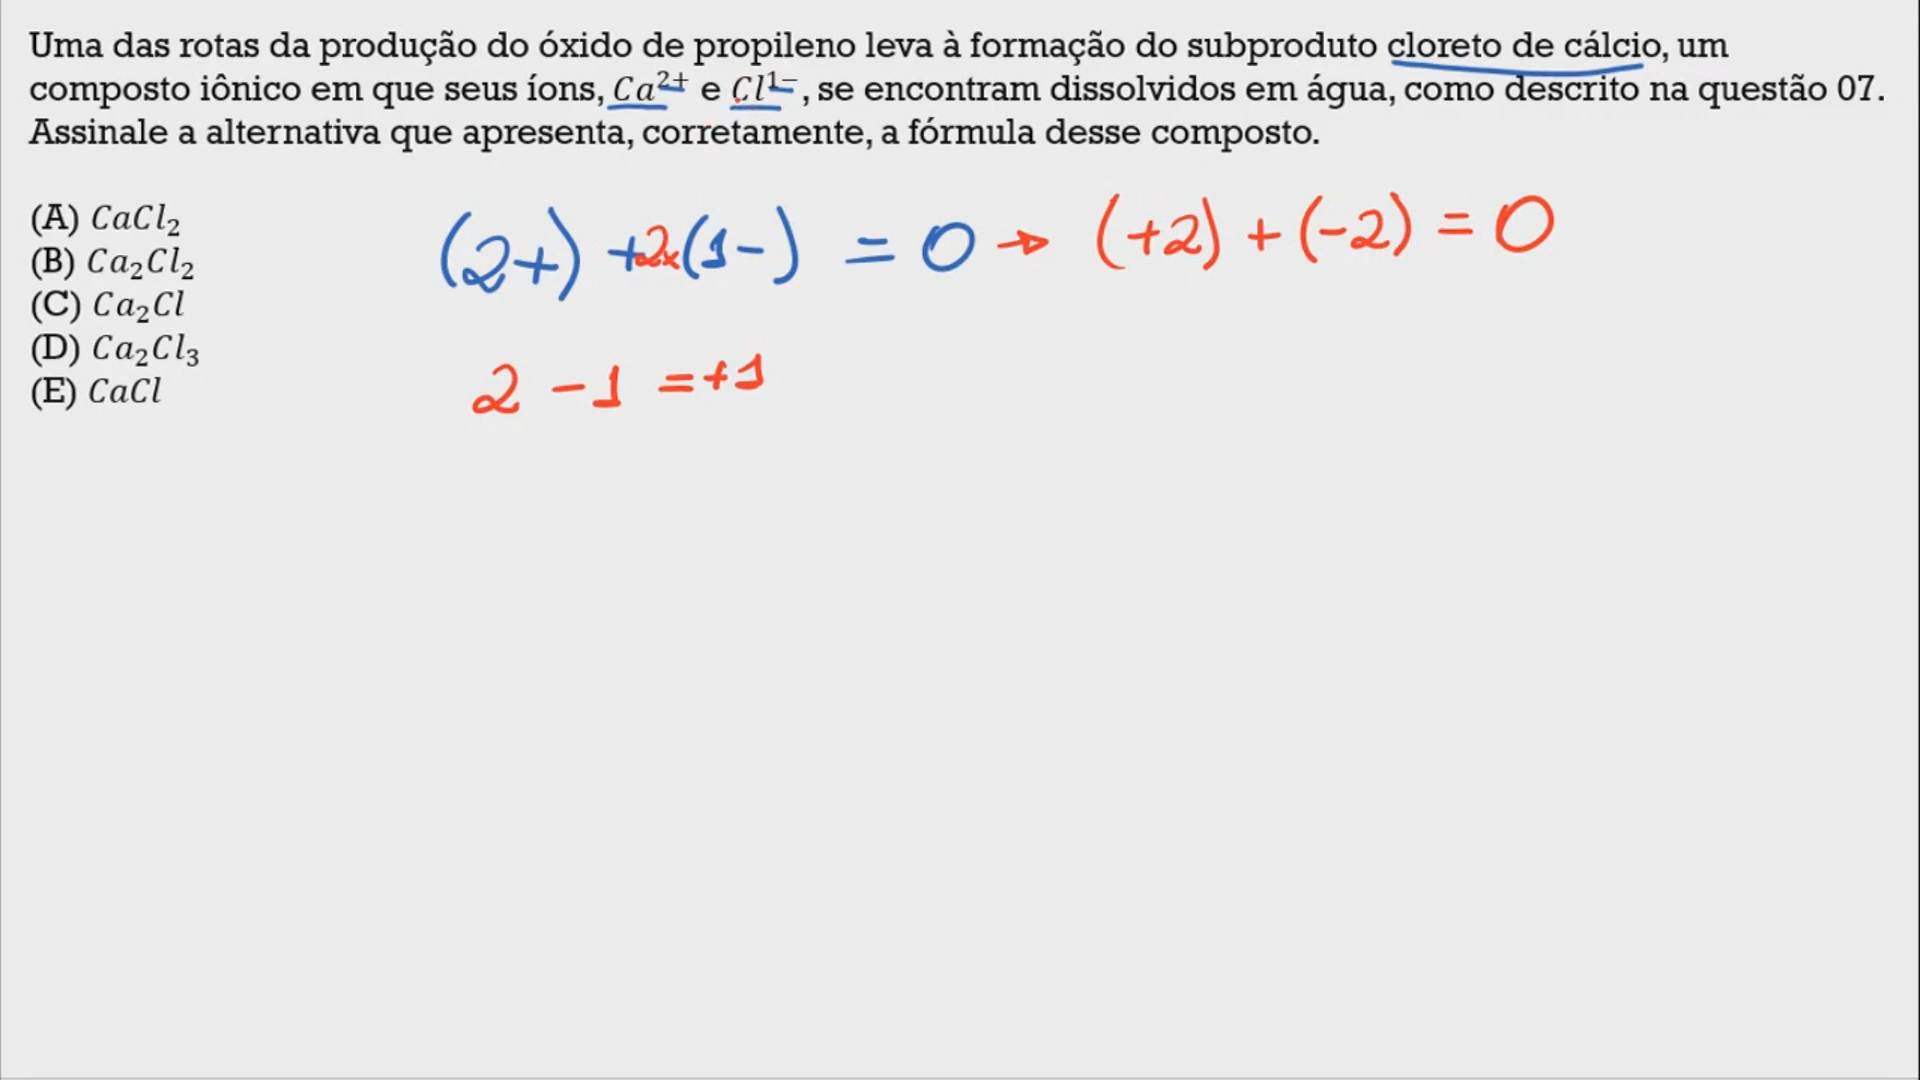 Uma das rotas da produção do óxido de propileno leva à formação do subproduto cloreto de cálcio, um
composto iônico em que seus íons, Ca²⁺ e Cl¹⁻, se encontram dissolvidos em água, como descrito na questão 07.
Assinale a alternativa que apresenta, corretamente, a fórmula desse composto.
(A) CaCl₂
(B) Ca₂Cl₂
(C) Ca₂Cl
(D) Ca₂Cl₃
(E) CaCl
(2+) +2x(1-) = 0 → (+2) + (-2) = 0
2 - 1 = +1